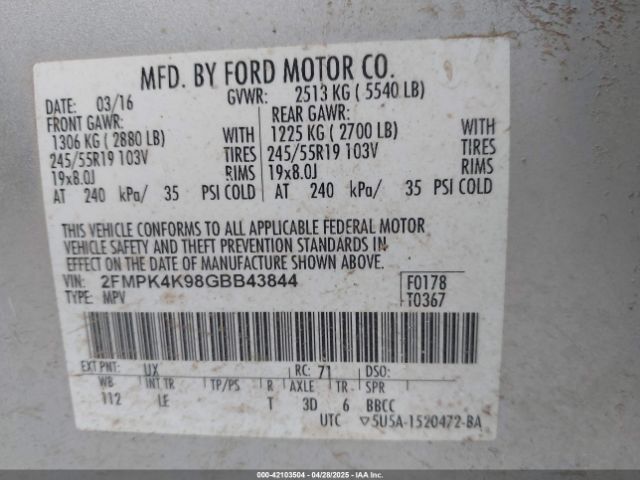 MFD. BY FORD MOTOR CO.
DATE: 03/16 GVWR: 2513 KG ( 5540 LB)
FRONT GAWR: REAR GAWR:
1306 KG ( 2880 LB) WITH 1225 KG ( 2700 LB) WITH
245/55R19 103V TIRES 245/55R19 103V TIRES
19x8.0J RIMS 19x8.0J RIMS
AT 240 kPa/ 35 PSI COLD AT 240 kPa/ 35 PSI COLD
THIS VEHICLE CONFORMS TO ALL APPLICABLE FEDERAL MOTOR
VEHICLE SAFETY AND THEFT PREVENTION STANDARDS IN
EFFECT ON THE DATE OF MANUFACTURE SHOWN ABOVE.
VIN: 2FMPK4K98GBB43844 F0178
TYPE: MPV T0367
EXT PNT: UX RC: 71 DSO:
WB INT TR TP/PS R AXLE TR SPR
112 LE T 3D 6 BBCC
UTC ▽5U5A-1520472-BA
000-42103504 | 04/28/2025 | IAAI.COM